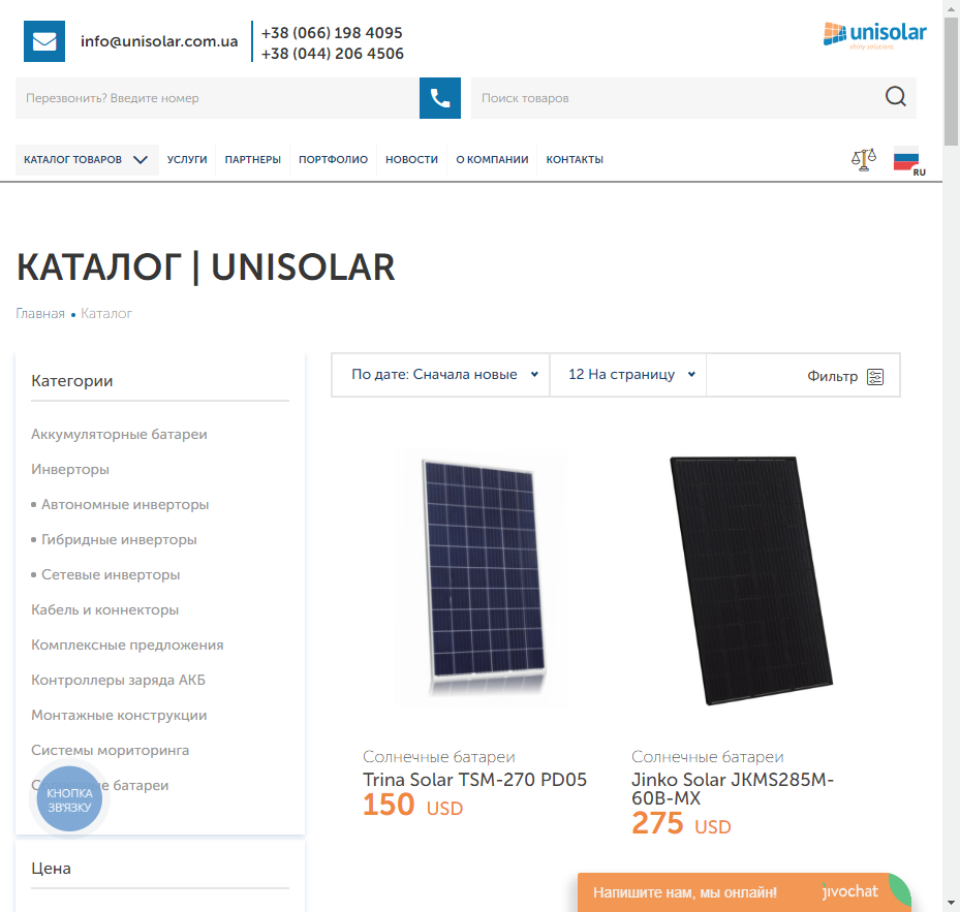 info@unisolar.com.ua
+38 (066) 198 4095
+38 (044) 206 4506
unisolar
shiny solutions
Перезвонить? Введите номер
Поиск товаров
КАТАЛОГ ТОВАРОВ
УСЛУГИ
ПАРТНЕРЫ
ПОРТФОЛИО
НОВОСТИ
О КОМПАНИИ
КОНТАКТЫ
RU
КАТАЛОГ | UNISOLAR
Главная • Каталог
Категории
По дате: Сначала новые
12 На страницу
Фильтр
Аккумуляторные батареи
Инверторы
• Автономные инверторы
• Гибридные инверторы
• Сетевые инверторы
Кабель и коннекторы
Комплексные предложения
Контроллеры заряда АКБ
Монтажные конструкции
Системы мориторинга
батареи
КНОПКА
ЗВ'ЯЗКУ
Цена
Солнечные батареи
Trina Solar TSM-270 PD05
150 USD
Солнечные батареи
Jinko Solar JKMS285M-
60B-MX
275 USD
Напишите нам, мы онлайн!
jivochat